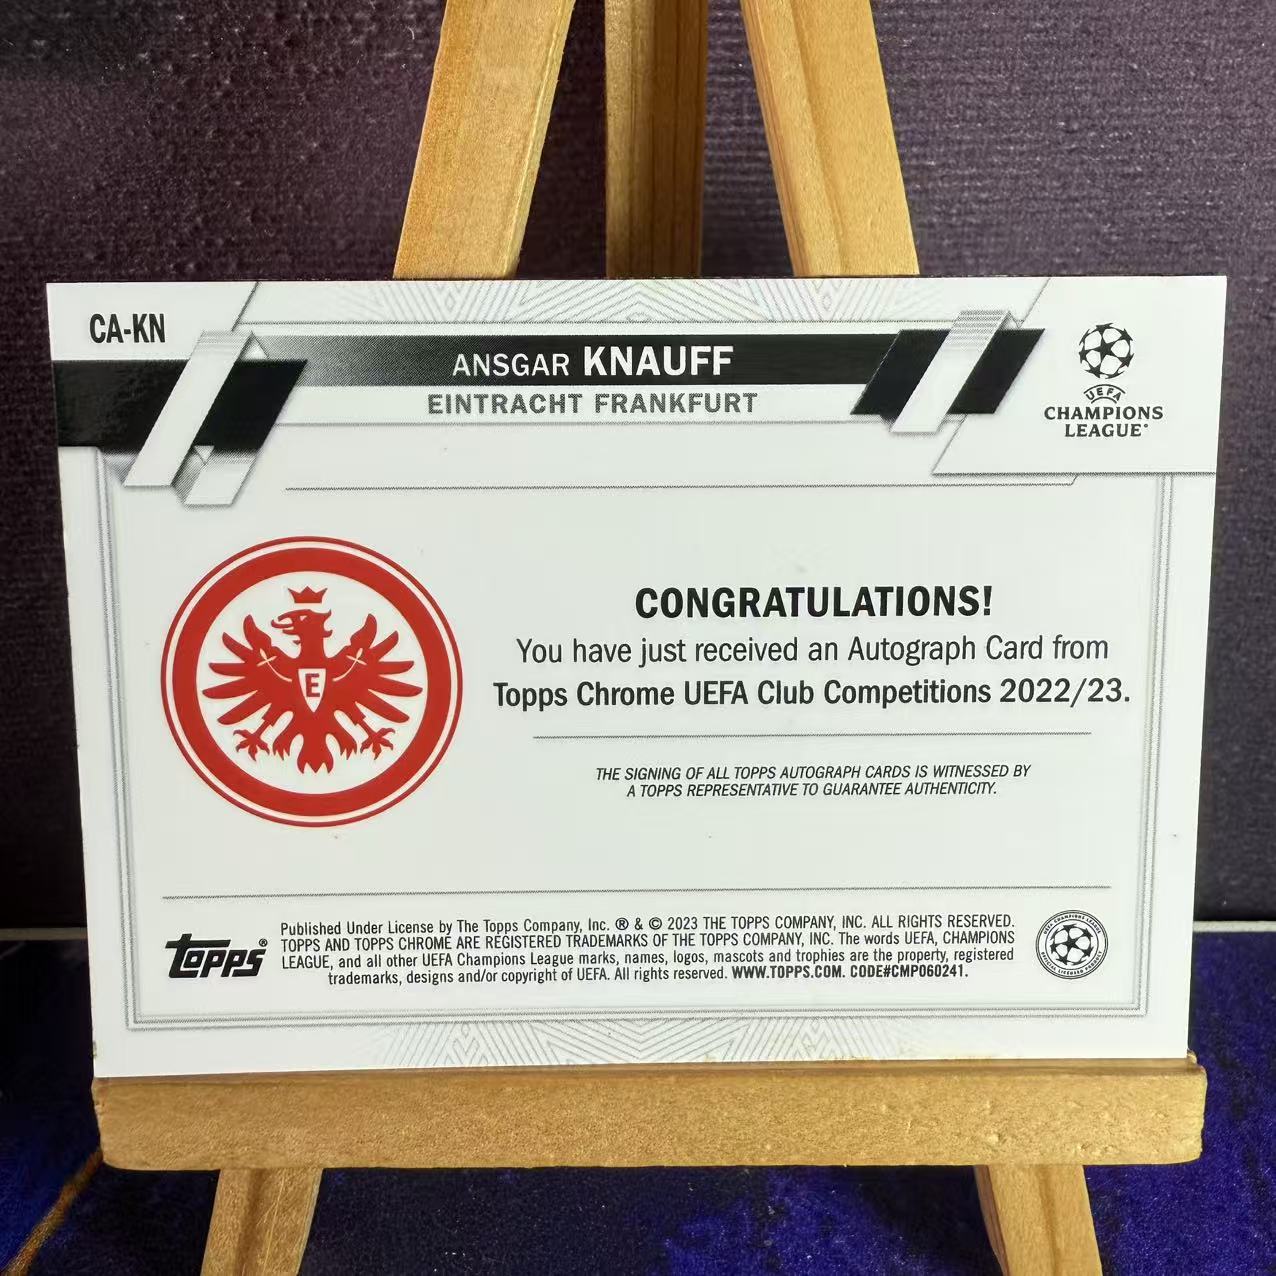 CA-KN
ANSGAR KNAUFF
EINTRACHT FRANKFURT
UEFA
CHAMPIONS
LEAGUE®
E
CONGRATULATIONS!
You have just received an Autograph Card from
Topps Chrome UEFA Club Competitions 2022/23.
THE SIGNING OF ALL TOPPS AUTOGRAPH CARDS IS WITNESSED BY
A TOPPS REPRESENTATIVE TO GUARANTEE AUTHENTICITY.
topps®
Published Under License by The Topps Company, Inc. ® & © 2023 THE TOPPS COMPANY, INC. ALL RIGHTS RESERVED.
TOPPS AND TOPPS CHROME ARE REGISTERED TRADEMARKS OF THE TOPPS COMPANY, INC. The words UEFA, CHAMPIONS
LEAGUE, and all other UEFA Champions League marks, names, logos, mascots and trophies are the property, registered
trademarks, designs and/or copyright of UEFA. All rights reserved. WWW.TOPPS.COM. CODE#CMP060241.
CHAMPIONS LEAGUE
OFFICIAL LICENSED PRODUCT